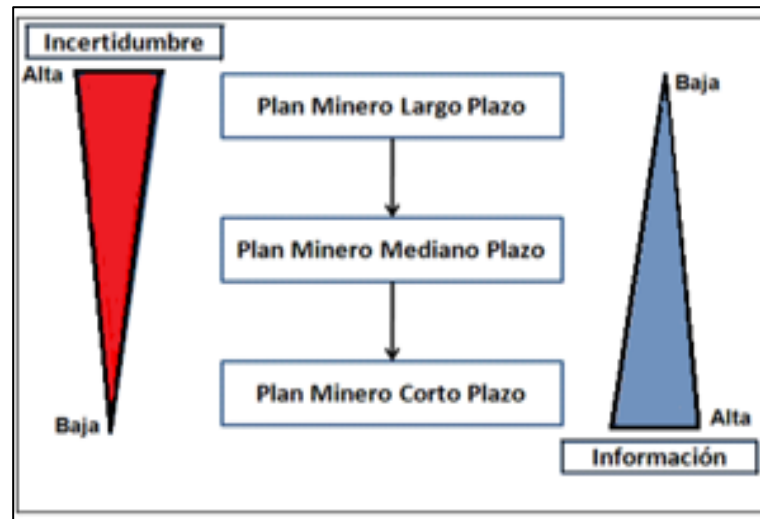 Incertidumbre
Alta
Baja
Plan Minero Largo Plazo
Plan Minero Mediano Plazo
Plan Minero Corto Plazo
Baja
Alta
Información